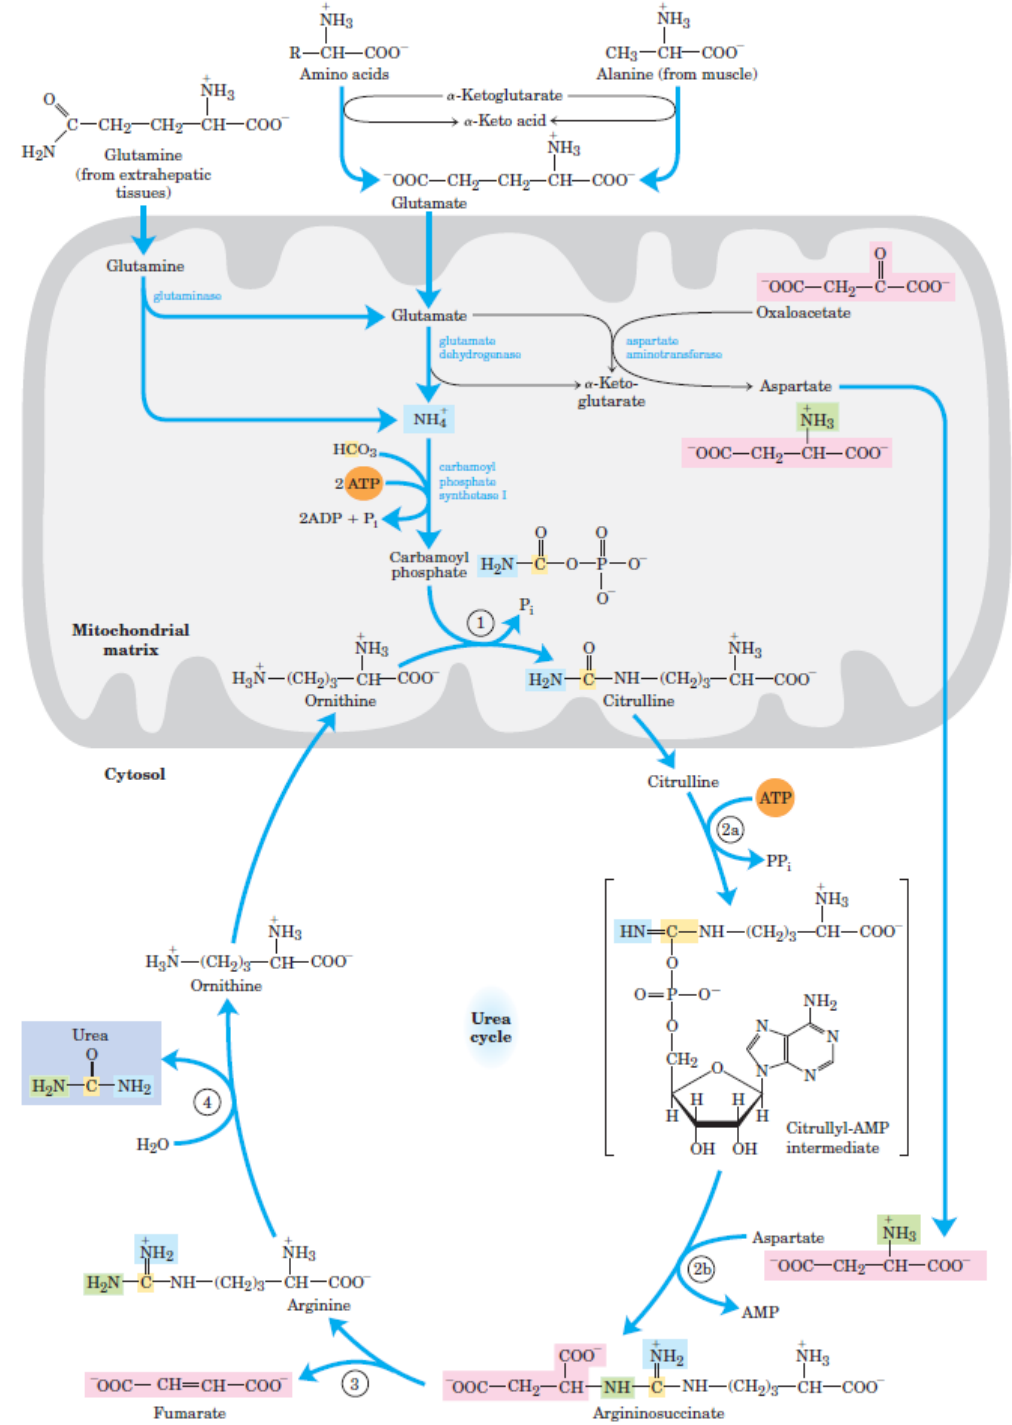 ⁺NH₃
R—CH—COO⁻
Amino acids
⁺NH₃
CH₃—CH—COO⁻
Alanine (from muscle)
α-Ketoglutarate
α-Keto acid
O
⁺NH₃
C—CH₂—CH₂—CH—COO⁻
H₂N
Glutamine
(from extrahepatic
tissues)
⁺NH₃
⁻OOC—CH₂—CH₂—CH—COO⁻
Glutamate
Glutamine
glutaminase
Glutamate
glutamate
dehydrogenase
O
⁻OOC—CH₂—C—COO⁻
Oxaloacetate
aspartate
aminotransferase
α-Keto-
glutarate
Aspartate
⁺NH₃
⁻OOC—CH₂—CH—COO⁻
NH₄⁺
HCO₃
2 ATP
2ADP + Pᵢ
carbamoyl
phosphate
synthetase I
Carbamoyl
phosphate
O O
H₂N—C—O—P—O⁻
O⁻
1
Pᵢ
Mitochondrial
matrix
⁺NH₃
H₃N⁺—(CH₂)₃—CH—COO⁻
Ornithine
O ⁺NH₃
H₂N—C—NH—(CH₂)₃—CH—COO⁻
Citrulline
Cytosol
Citrulline
ATP
2a
PPᵢ
⁺NH₃
HN=C—NH—(CH₂)₃—CH—COO⁻
O
O=P—O⁻
O
CH₂
O
NH₂
N
N
N
N
H H
H H
OH OH
Citrullyl-AMP
intermediate
⁺NH₃
H₃N⁺—(CH₂)₃—CH—COO⁻
Ornithine
Urea
cycle
Urea
O
H₂N—C—NH₂
4
H₂O
Aspartate
⁺NH₃
⁻OOC—CH₂—CH—COO⁻
2b
AMP
⁺NH₂ ⁺NH₃
H₂N—C—NH—(CH₂)₃—CH—COO⁻
Arginine
3
⁻OOC—CH=CH—COO⁻
Fumarate
COO⁻ ⁺NH₂ ⁺NH₃
⁻OOC—CH₂—CH—NH—C—NH—(CH₂)₃—CH—COO⁻
Argininosuccinate